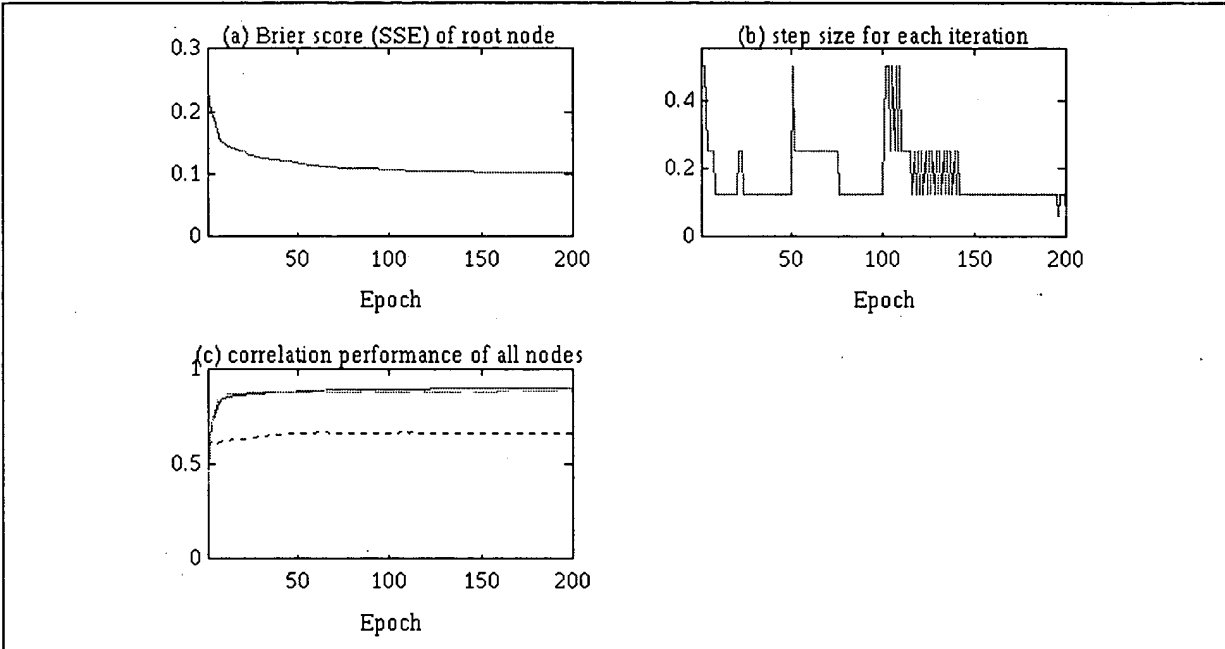 (a) Brier score (SSE) of root node
0.3
0.2
0.1
0
50 100 150 200
Epoch
(b) step size for each iteration
0.4
0.2
0
50 100 150 200
Epoch
(c) correlation performance of all nodes
1
0.5
0
50 100 150 200
Epoch